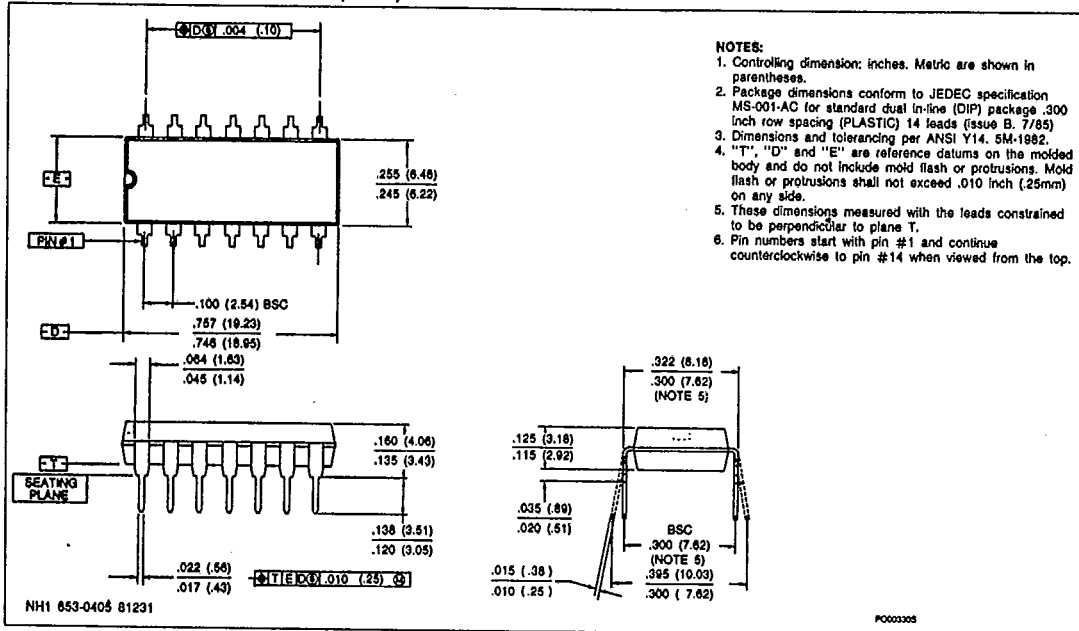 ⌖ D Ⓢ .004 (.10)
-E-
.255 (6.48)
.245 (6.22)
PIN #1
.100 (2.54) BSC
-D-
.757 (19.23)
.746 (18.95)
.064 (1.63)
.045 (1.14)
-T-
SEATING
PLANE
.160 (4.06)
.135 (3.43)
.138 (3.51)
.120 (3.05)
.022 (.56)
.017 (.43)
⌖ T E D Ⓢ .010 (.25) Ⓜ
NH1 853-0405 81231
NOTES:
1. Controlling dimension: inches. Metric are shown in
parentheses.
2. Package dimensions conform to JEDEC specification
MS-001-AC for standard dual in-line (DIP) package .300
inch row spacing (PLASTIC) 14 leads (issue B. 7/85)
3. Dimensions and tolerancing per ANSI Y14. 5M-1982.
4. "T", "D" and "E" are reference datums on the molded
body and do not include mold flash or protrusions. Mold
flash or protrusions shall not exceed .010 inch (.25mm)
on any side.
5. These dimensions measured with the leads constrained
to be perpendicular to plane T.
6. Pin numbers start with pin #1 and continue
counterclockwise to pin #14 when viewed from the top.
.322 (8.18)
.300 (7.62)
(NOTE 5)
.125 (3.18)
.115 (2.92)
.035 (.89)
.020 (.51)
BSC
.300 (7.62)
(NOTE 5)
.395 (10.03)
.300 ( 7.62)
.015 (.38)
.010 (.25)
PO00330S